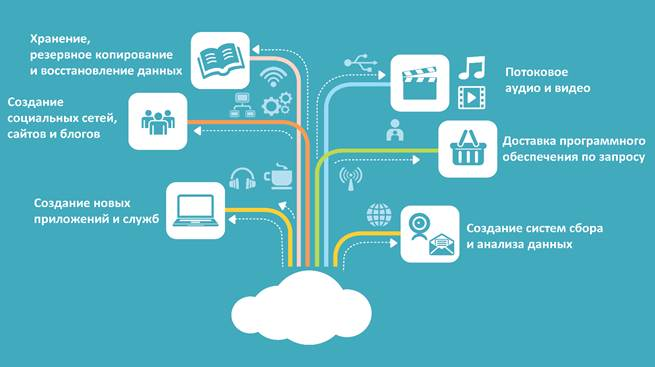 Хранение,
резервное копирование
и восстановление данных
Создание
социальных сетей,
сайтов и блогов
Создание новых
приложений и служб
Потоковое
аудио и видео
Доставка программного
обеспечения по запросу
Создание систем сбора
и анализа данных